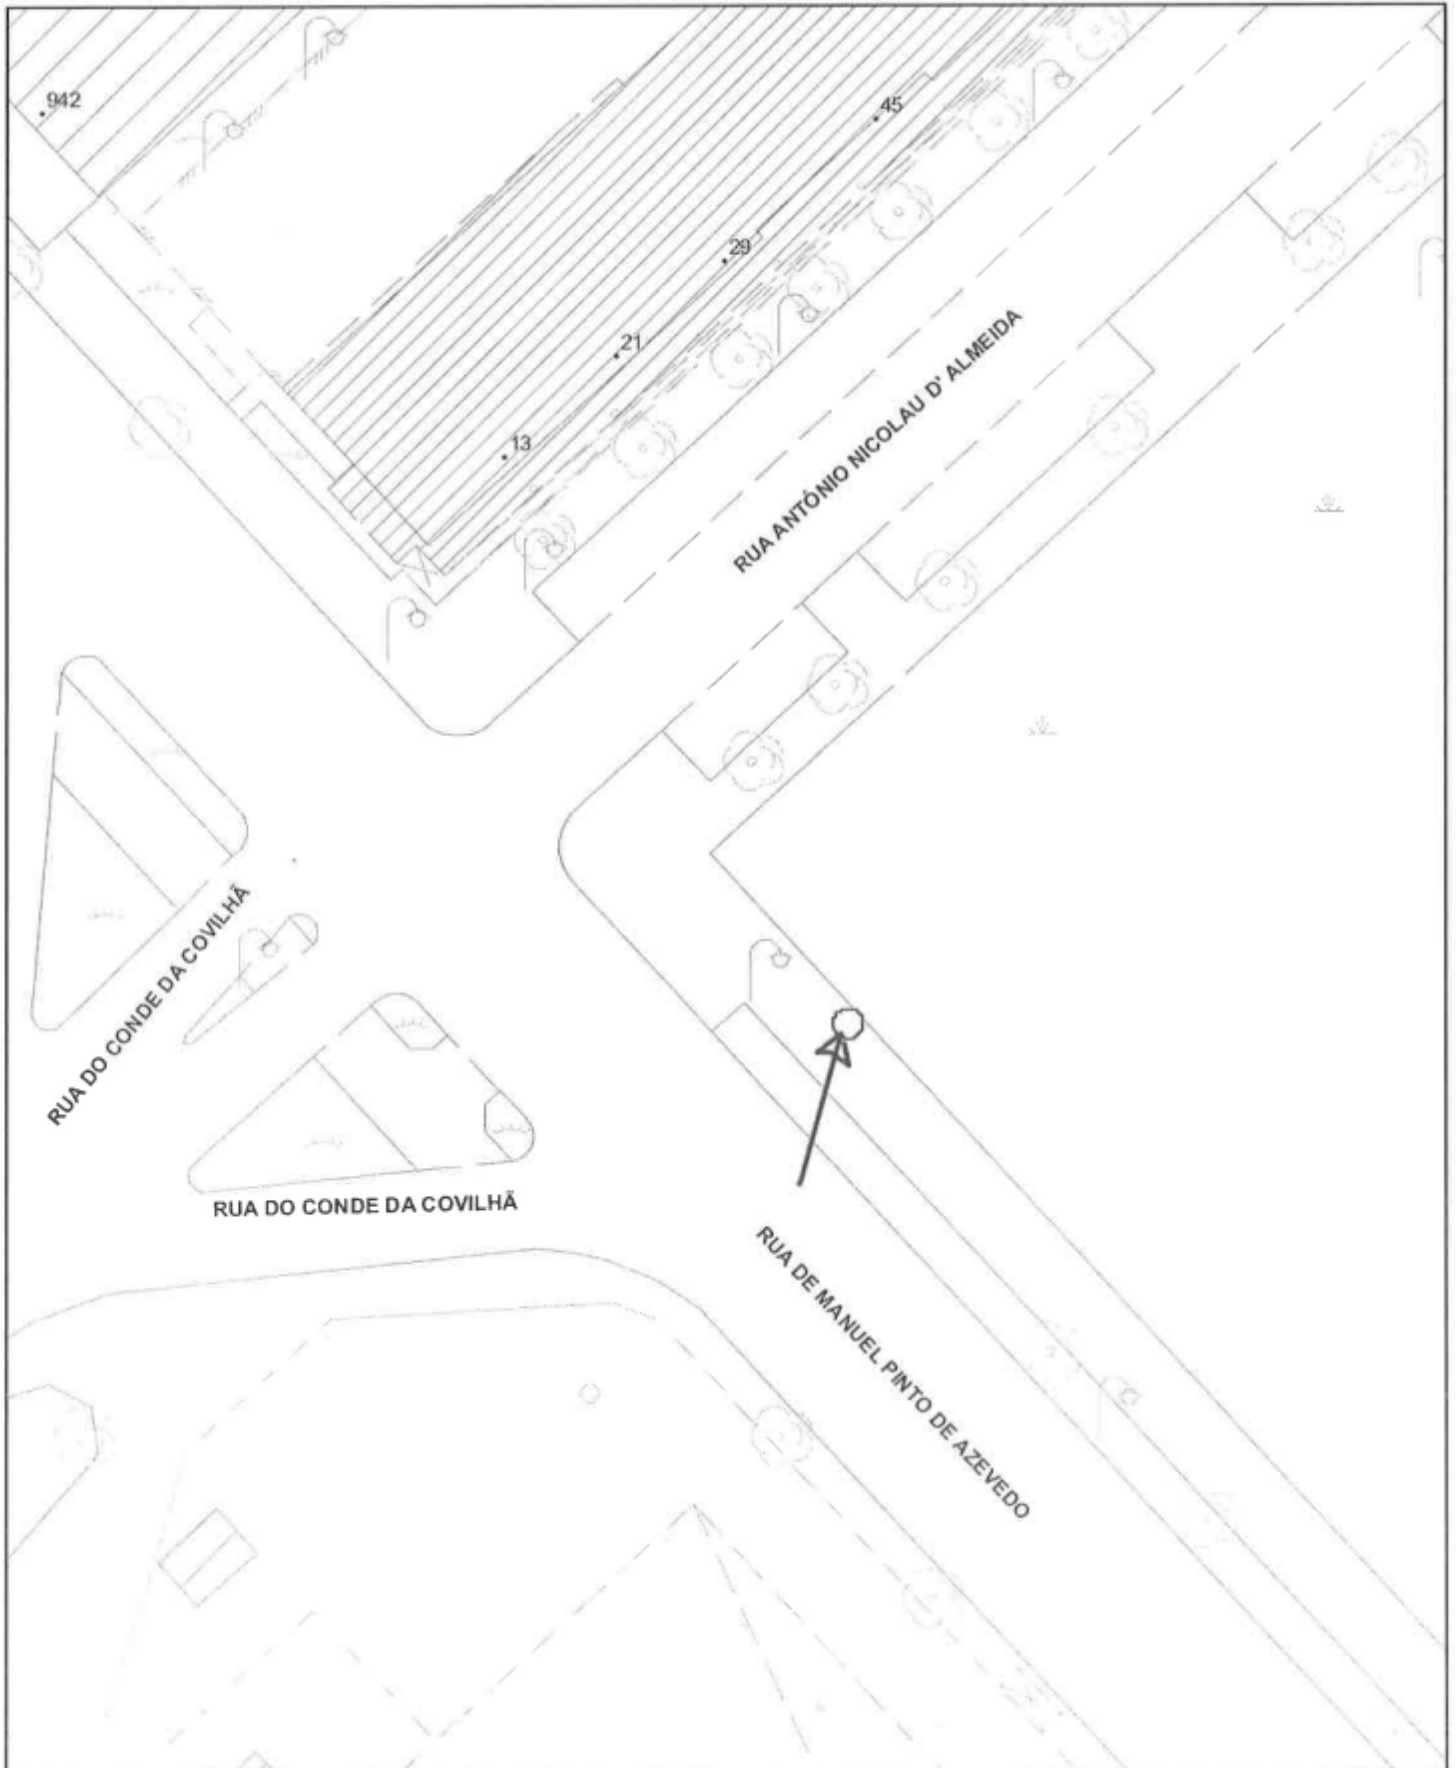 942
45
29
21
13
RUA ANTÓNIO NICOLAU D' ALMEIDA
RUA DO CONDE DA COVILHÃ
RUA DO CONDE DA COVILHÃ
RUA DE MANUEL PINTO DE AZEVEDO